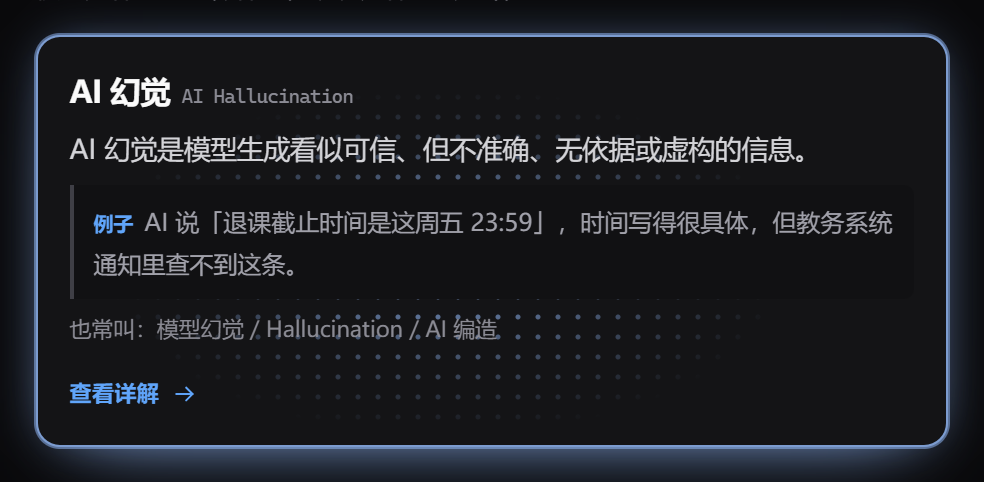 AI 幻觉 AI Hallucination
AI 幻觉是模型生成看似可信、但不准确、无依据或虚构的信息。
例子 AI 说「退课截止时间是这周五 23:59」，时间写得很具体，但教务系统
通知里查不到这条。
也常叫：模型幻觉 / Hallucination / AI 编造
查看详解 →